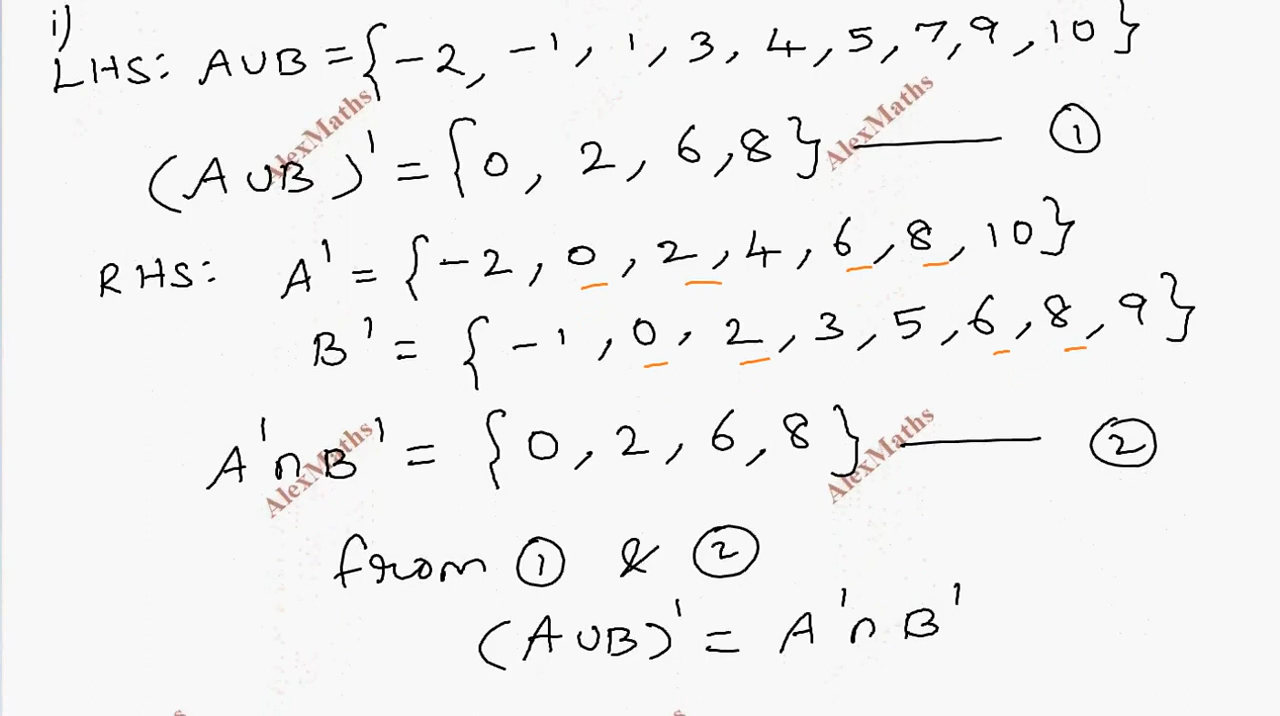 i)
LHS: A∪B = {-2, -1, 1, 3, 4, 5, 7, 9, 10}
AlexMaths AlexMaths
(A∪B)' = {0, 2, 6, 8} —— ①
RHS: A' = {-2, 0, 2, 4, 6, 8, 10}
B' = {-1, 0, 2, 3, 5, 6, 8, 9}
A'∩B' = {0, 2, 6, 8} —— ②
AlexMaths AlexMaths
from ① & ②
(A∪B)' = A'∩B'